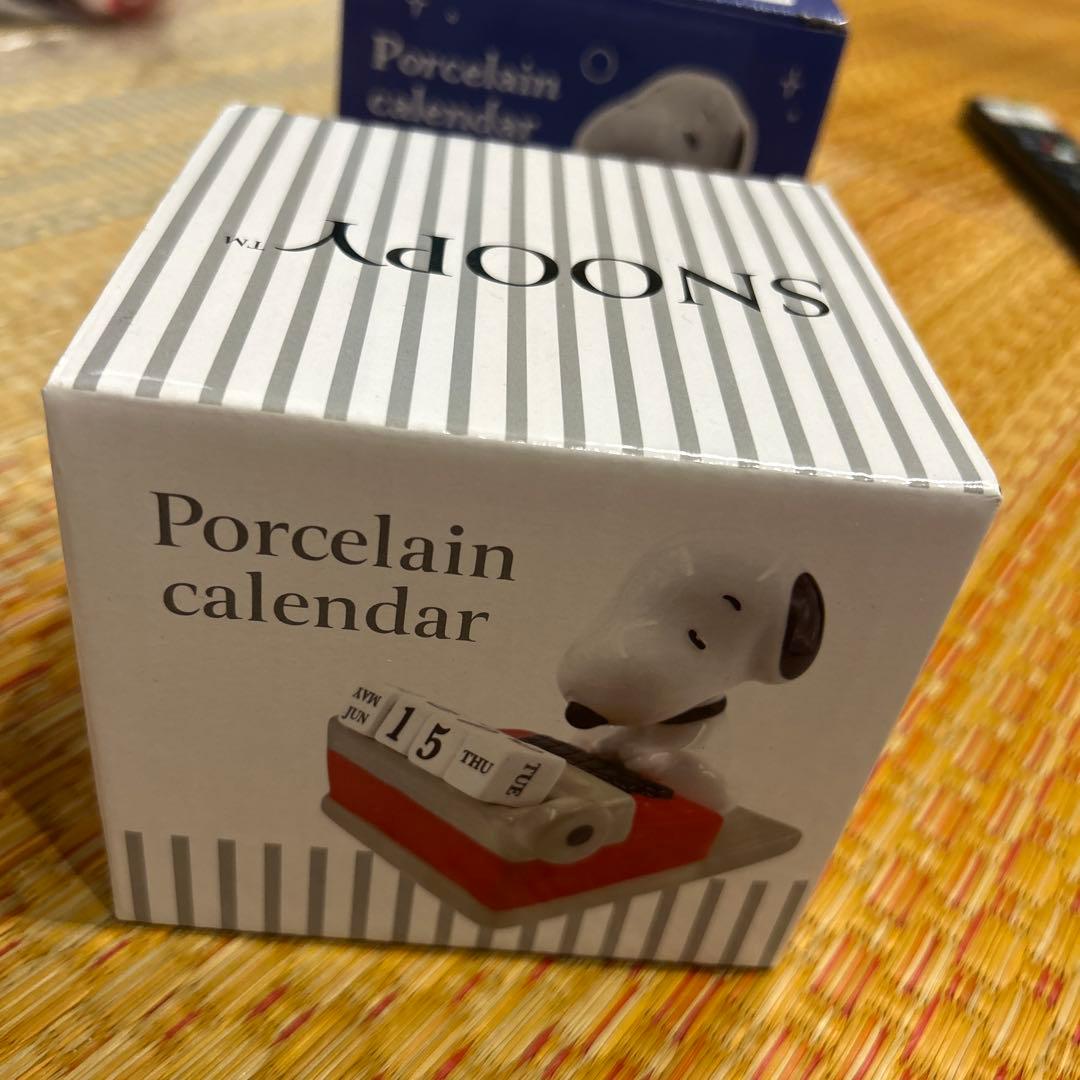 Porcelain
calendar
SNOOPY™
Porcelain
calendar
MAY
JUN
15
THU
TUE